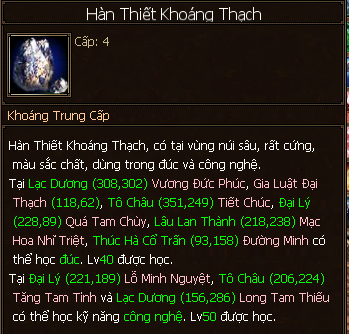 Hàn Thiết Khoáng Thạch
Cấp: 4
Khoáng Trung Cấp
Hàn Thiết Khoáng Thạch, có tại vùng núi sâu, rất cứng,
màu sắc chất, dùng trong đúc và công nghệ.
Tại Lạc Dương (308,302) Vương Đức Phúc, Gia Luật Đại
Thạch (118,62), Tô Châu (351,249) Tiết Chúc, Đại Lý
(228,89) Quá Tam Chùy, Lâu Lan Thành (218,238) Mạc
Hoa Nhỉ Triệt, Thúc Hà Cổ Trấn (93,158) Đường Minh có
thể học đúc. Lv40 được học.
Tại Đại Lý (221,189) Lỗ Minh Nguyệt, Tô Châu (206,224)
Tăng Tam Tinh và Lạc Dương (156,286) Long Tam Thiếu
có thể học kỹ năng công nghệ. Lv50 được học.